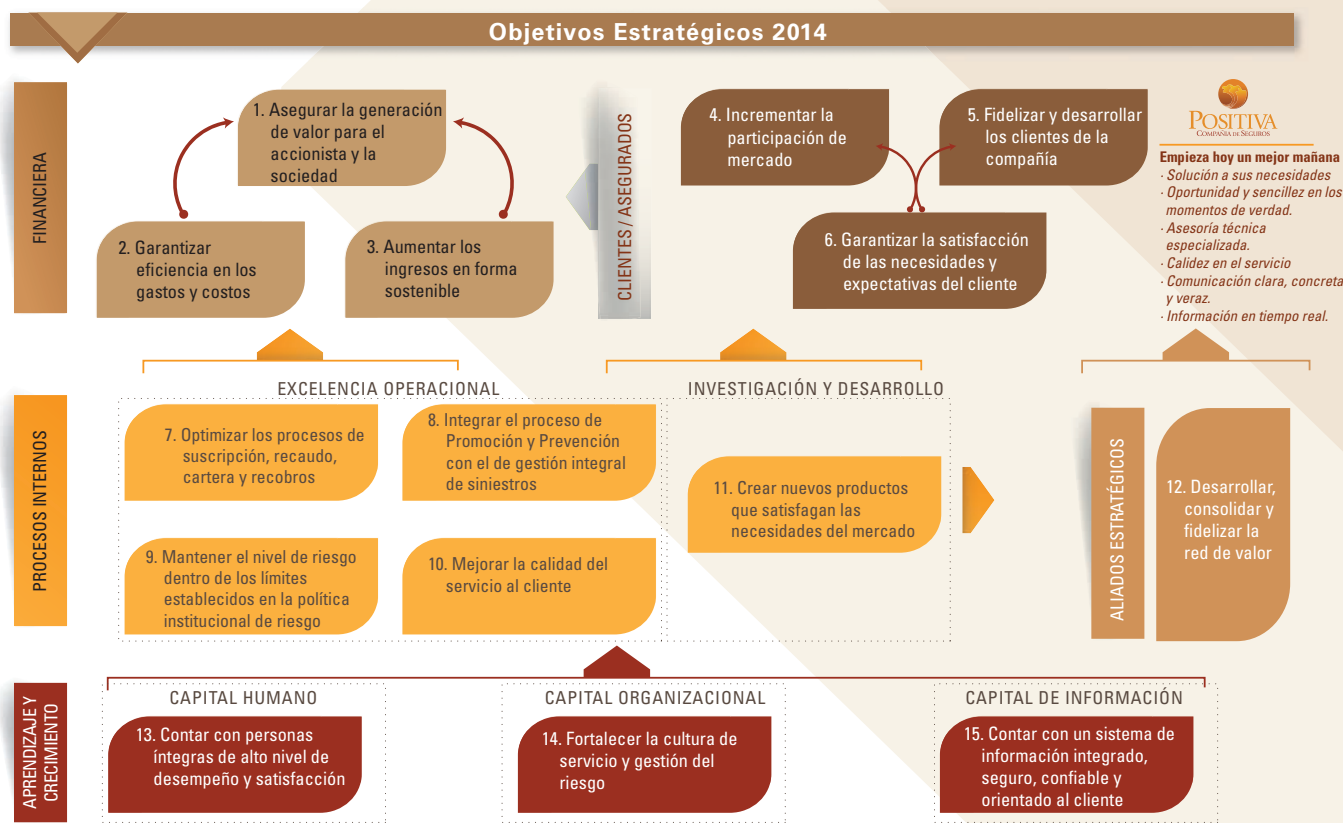 Objetivos Estratégicos 2014
FINANCIERA
1. Asegurar la generación
de valor para el
accionista y la
sociedad
2. Garantizar
eficiencia en los
gastos y costos
3. Aumentar los
ingresos en forma
sostenible
CLIENTES / ASEGURADOS
4. Incrementar la
participación de
mercado
5. Fidelizar y desarrollar
los clientes de la
compañía
6. Garantizar la satisfacción
de las necesidades y
expectativas del cliente
POSITIVA
COMPAÑIA DE SEGUROS
Empieza hoy un mejor mañana
· Solución a sus necesidades
· Oportunidad y sencillez en los
momentos de verdad.
· Asesoría técnica
especializada.
· Calidez en el servicio
· Comunicación clara, concreta
y veraz.
· Información en tiempo real.
PROCESOS INTERNOS
EXCELENCIA OPERACIONAL
7. Optimizar los procesos de
suscripción, recaudo,
cartera y recobros
8. Integrar el proceso de
Promoción y Prevención
con el de gestión integral
de siniestros
9. Mantener el nivel de riesgo
dentro de los límites
establecidos en la política
institucional de riesgo
10. Mejorar la calidad del
servicio al cliente
INVESTIGACIÓN Y DESARROLLO
11. Crear nuevos productos
que satisfagan las
necesidades del mercado
ALIADOS ESTRATÉGICOS
12. Desarrollar,
consolidar y
fidelizar la
red de valor
APRENDIZAJE Y
CRECIMIENTO
CAPITAL HUMANO
13. Contar con personas
íntegras de alto nivel de
desempeño y satisfacción
CAPITAL ORGANIZACIONAL
14. Fortalecer la cultura de
servicio y gestión del
riesgo
CAPITAL DE INFORMACIÓN
15. Contar con un sistema de
información integrado,
seguro, confiable y
orientado al cliente